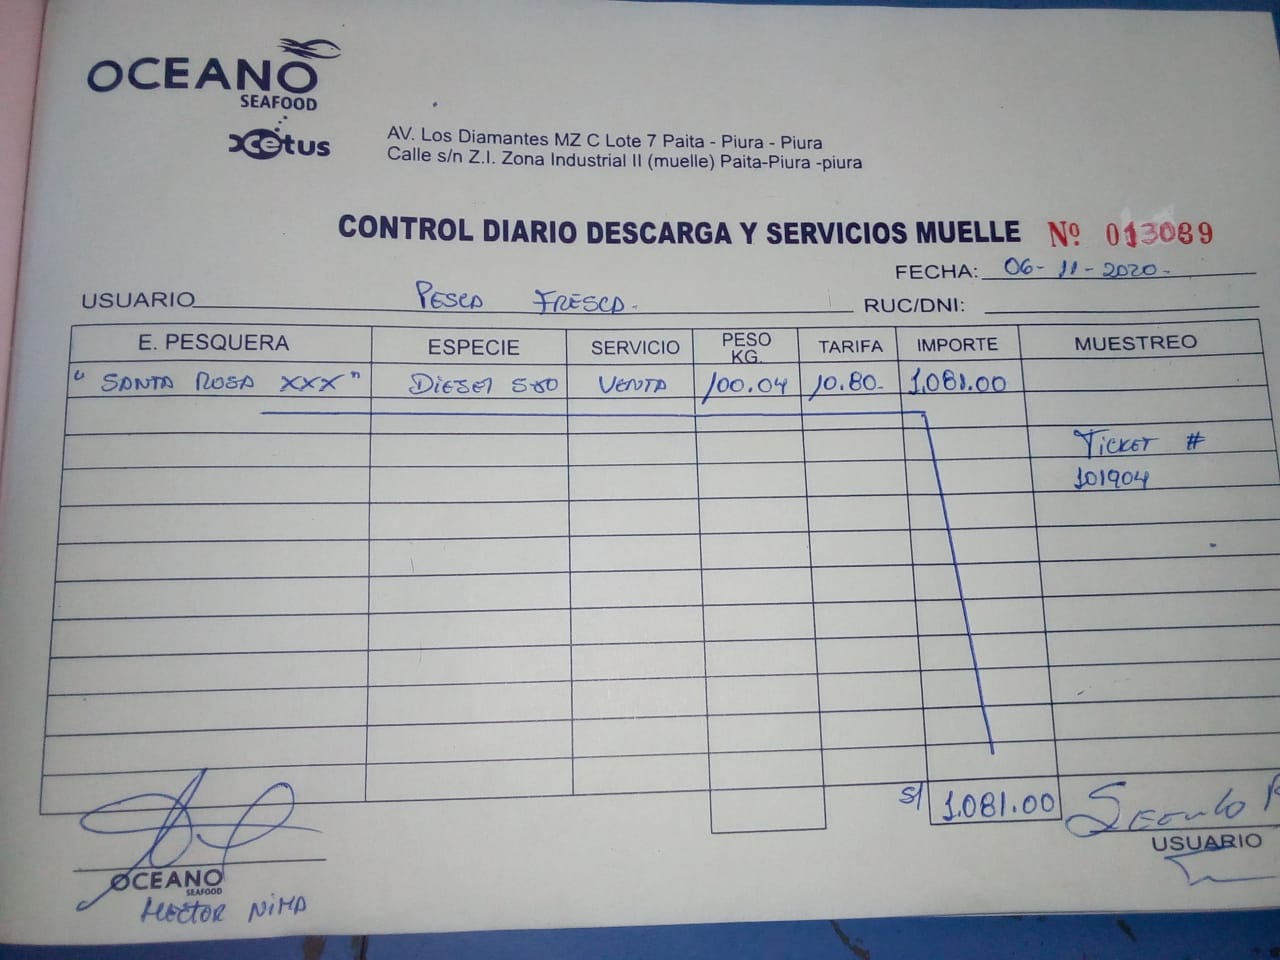 OCEANO
SEAFOOD
xcetus
AV. Los Diamantes MZ C Lote 7 Paita - Piura - Piura
Calle s/n Z.I. Zona Industrial II (muelle) Paita-Piura -piura
CONTROL DIARIO DESCARGA Y SERVICIOS MUELLE Nº 013089
FECHA: 06-11-2020-
USUARIO PESCA FRESCA- RUC/DNI:
E. PESQUERA ESPECIE SERVICIO PESO KG. TARIFA IMPORTE MUESTREO
"SANTA ROSA XXX" DiESEL S-50 VENTA 100.04 10.80- 1,081.00
TiCKET #
101904
S/ 1.081.00
USUARIO
OCEANO
SEAFOOD
HECTOR NiMA